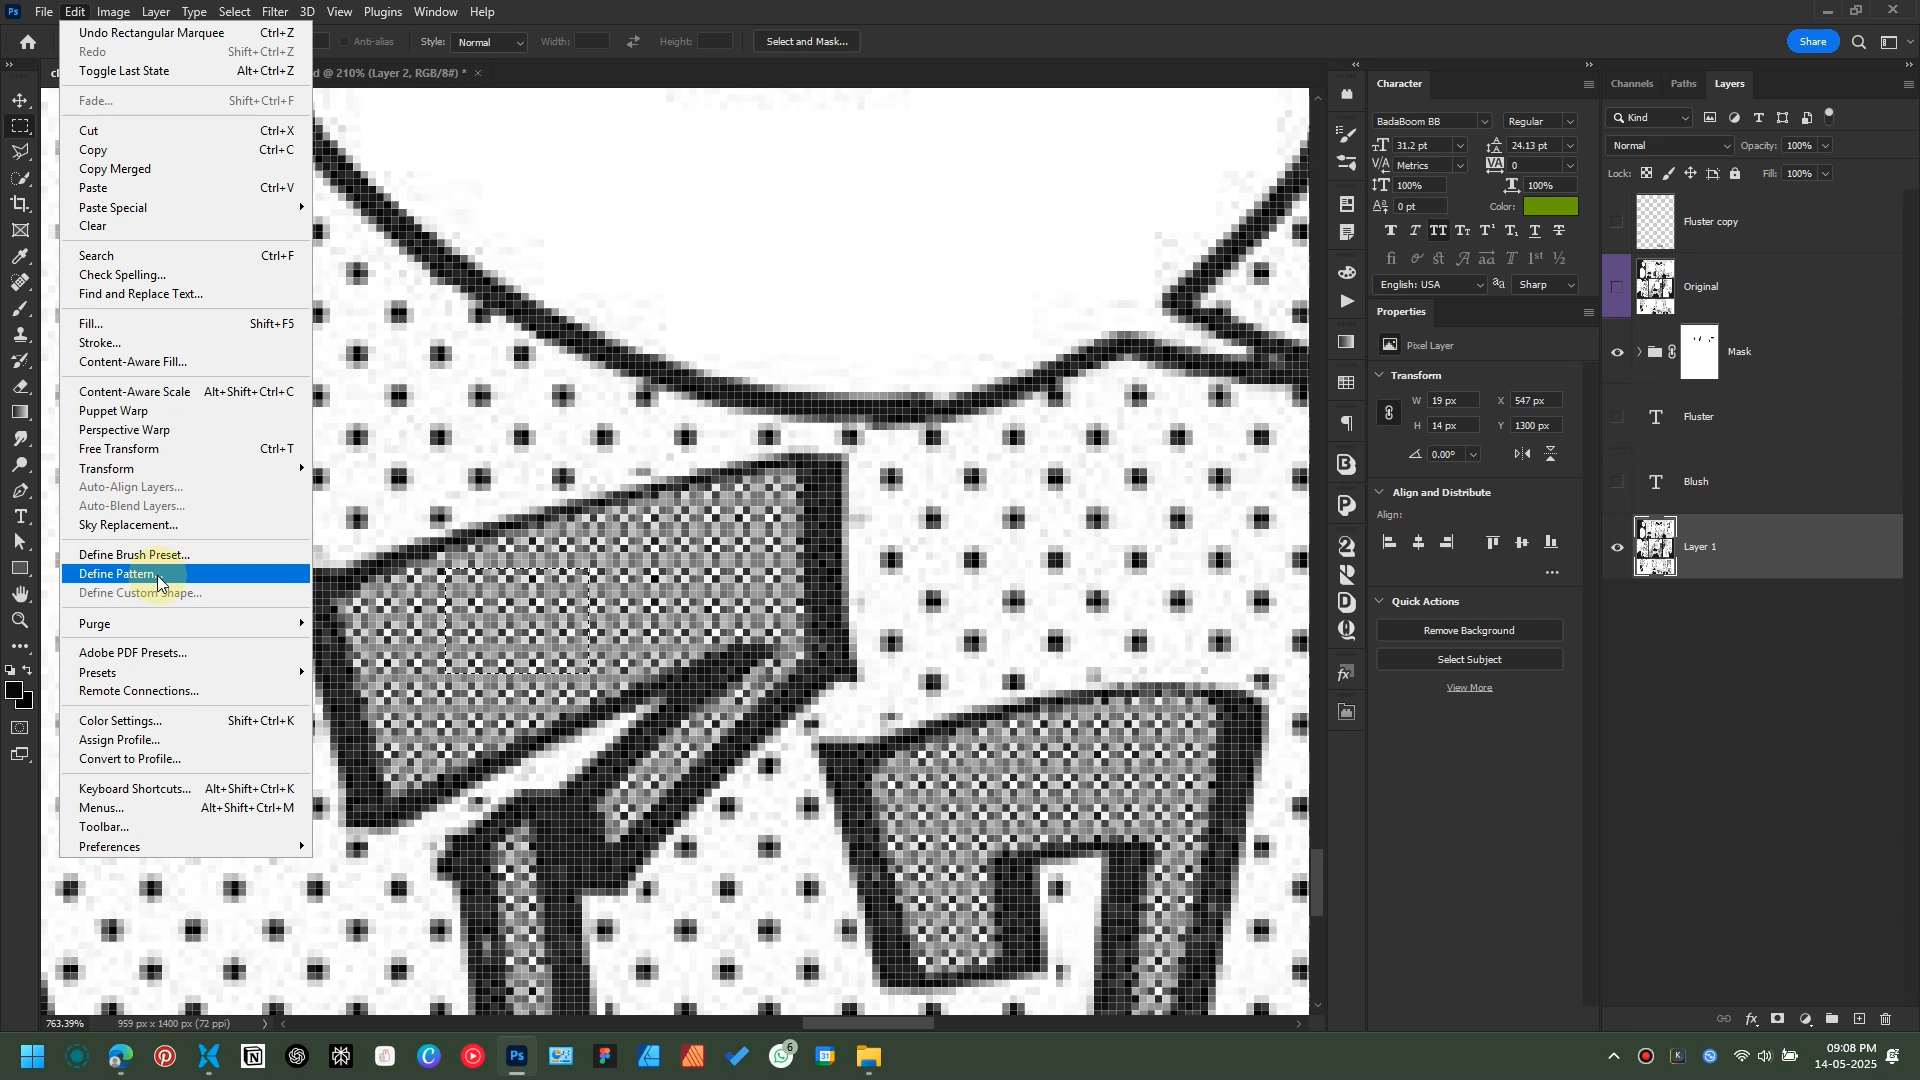 Ps File Edit Image Layer Type Select Filter 3D View Plugins Window Help
Anti-alias Style: Normal Width: Height: Select and Mask... Share
d @ 210% (Layer 2, RGB/8#) * ×
Undo Rectangular Marquee Ctrl+Z
Redo Shift+Ctrl+Z
Toggle Last State Alt+Ctrl+Z
Fade... Shift+Ctrl+F
Cut Ctrl+X
Copy Ctrl+C
Copy Merged
Paste Ctrl+V
Paste Special
Clear
Search Ctrl+F
Check Spelling...
Find and Replace Text...
Fill... Shift+F5
Stroke...
Content-Aware Fill...
Content-Aware Scale Alt+Shift+Ctrl+C
Puppet Warp
Perspective Warp
Free Transform Ctrl+T
Transform
Auto-Align Layers...
Auto-Blend Layers...
Sky Replacement...
Define Brush Preset...
Define Pattern...
Define Custom Shape...
Purge
Adobe PDF Presets...
Presets
Remote Connections...
Color Settings... Shift+Ctrl+K
Assign Profile...
Convert to Profile...
Keyboard Shortcuts... Alt+Shift+Ctrl+K
Menus... Alt+Shift+Ctrl+M
Toolbar...
Preferences
763.39% 959 px x 1400 px (72 ppi)
Character
BadaBoom BB Regular
31.2 pt 24.13 pt
Metrics 0
100% 100%
0 pt Color:
English: USA Sharp
Properties
Pixel Layer
Transform
W 19 px X 547 px
H 14 px Y 1300 px
0.00°
Align and Distribute
Align:
Quick Actions
Remove Background
Select Subject
View More
Channels Paths Layers
Kind
Normal Opacity: 100%
Lock: Fill: 100%
Fluster copy
Original
Mask
Fluster
Blush
Layer 1
6
09:08 PM
14-05-2025